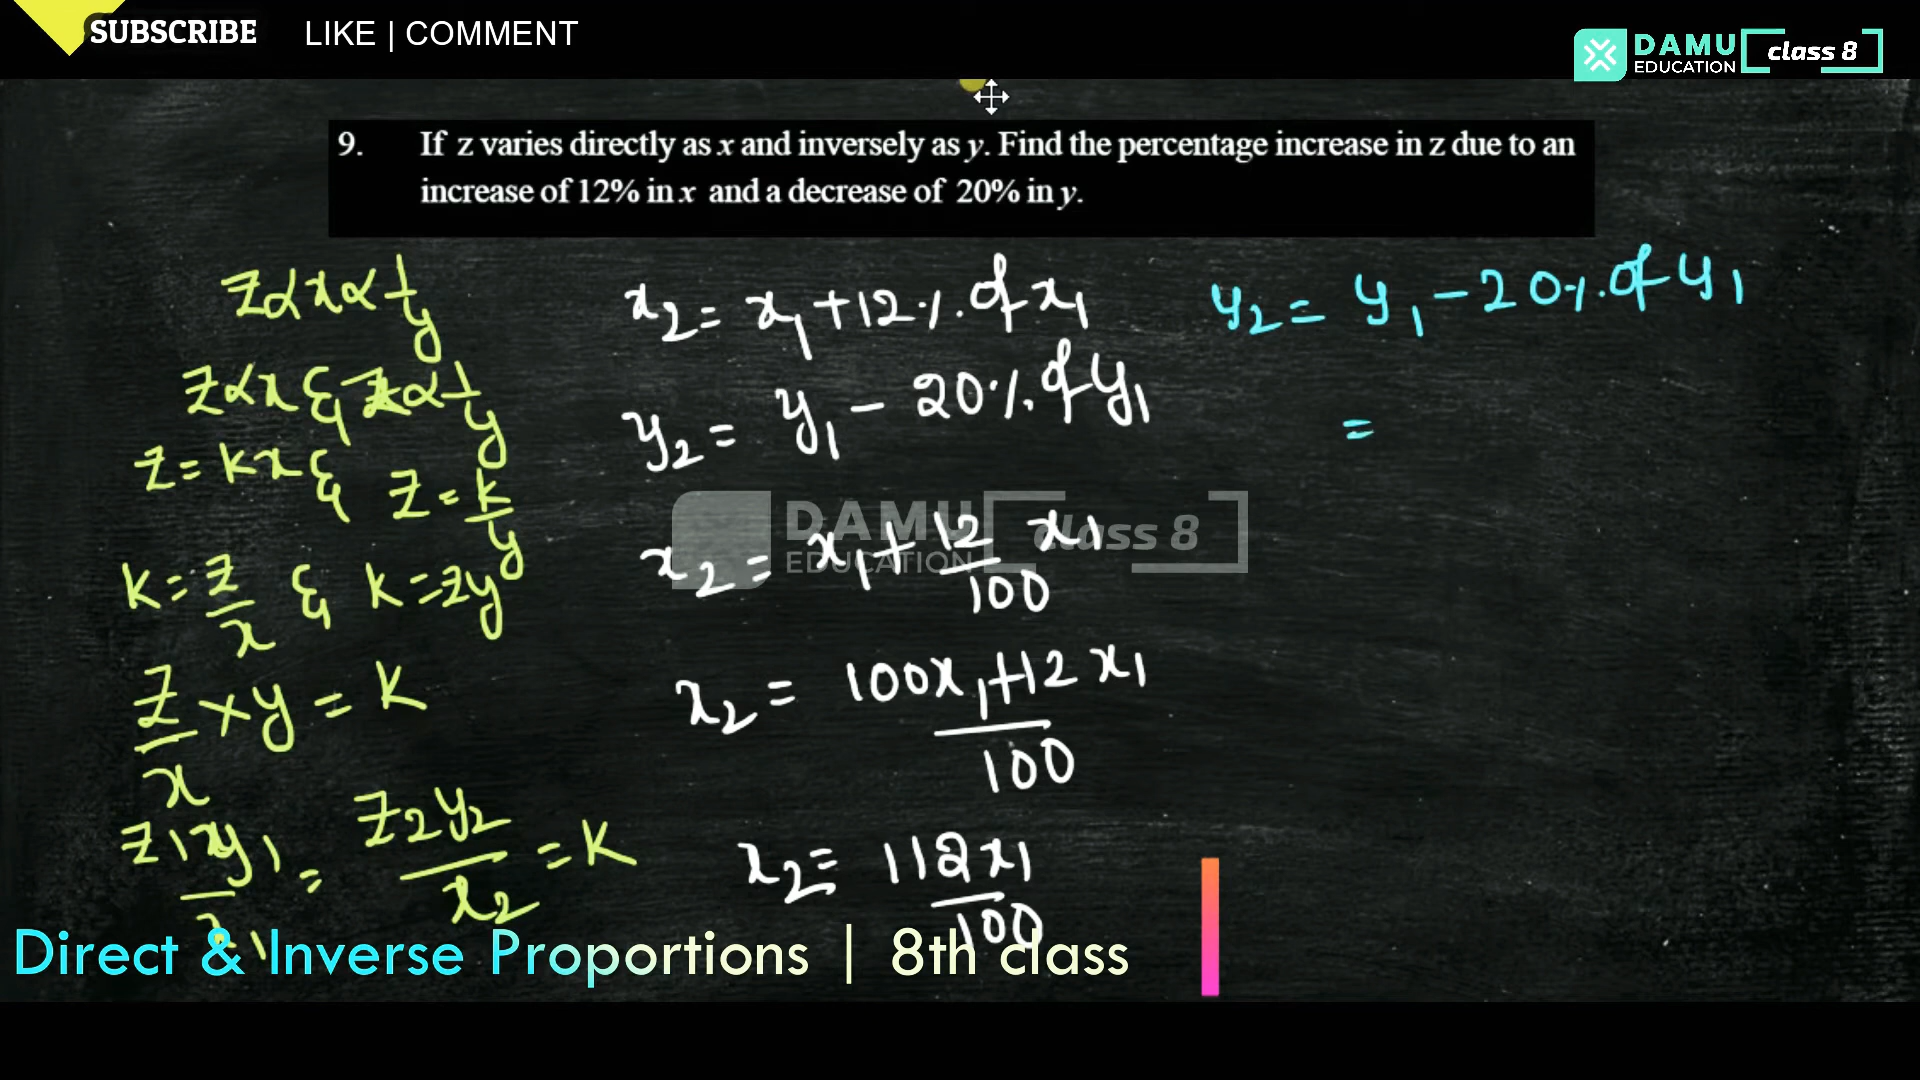 SUBSCRIBE LIKE | COMMENT
DAMU
EDUCATION
class 8
9. If z varies directly as x and inversely as y. Find the percentage increase in z due to an
increase of 12% in x and a decrease of 20% in y.
z∝x∝1/y
z∝x & z∝1/y
z=kx & z=k/y
k=z/x & k=zy
z/x × y = k
z1y1/x1 = z2y2/x2 = k
x2= x1+12% of x1
y2= y1 - 20% of y1
x2= x1+12/100 x1
x2= 100x1+12x1/100
x2= 112x1/100
y2= y1 -20% of y1
=
DAMU
EDUCATION
class 8
Direct & Inverse Proportions | 8th class